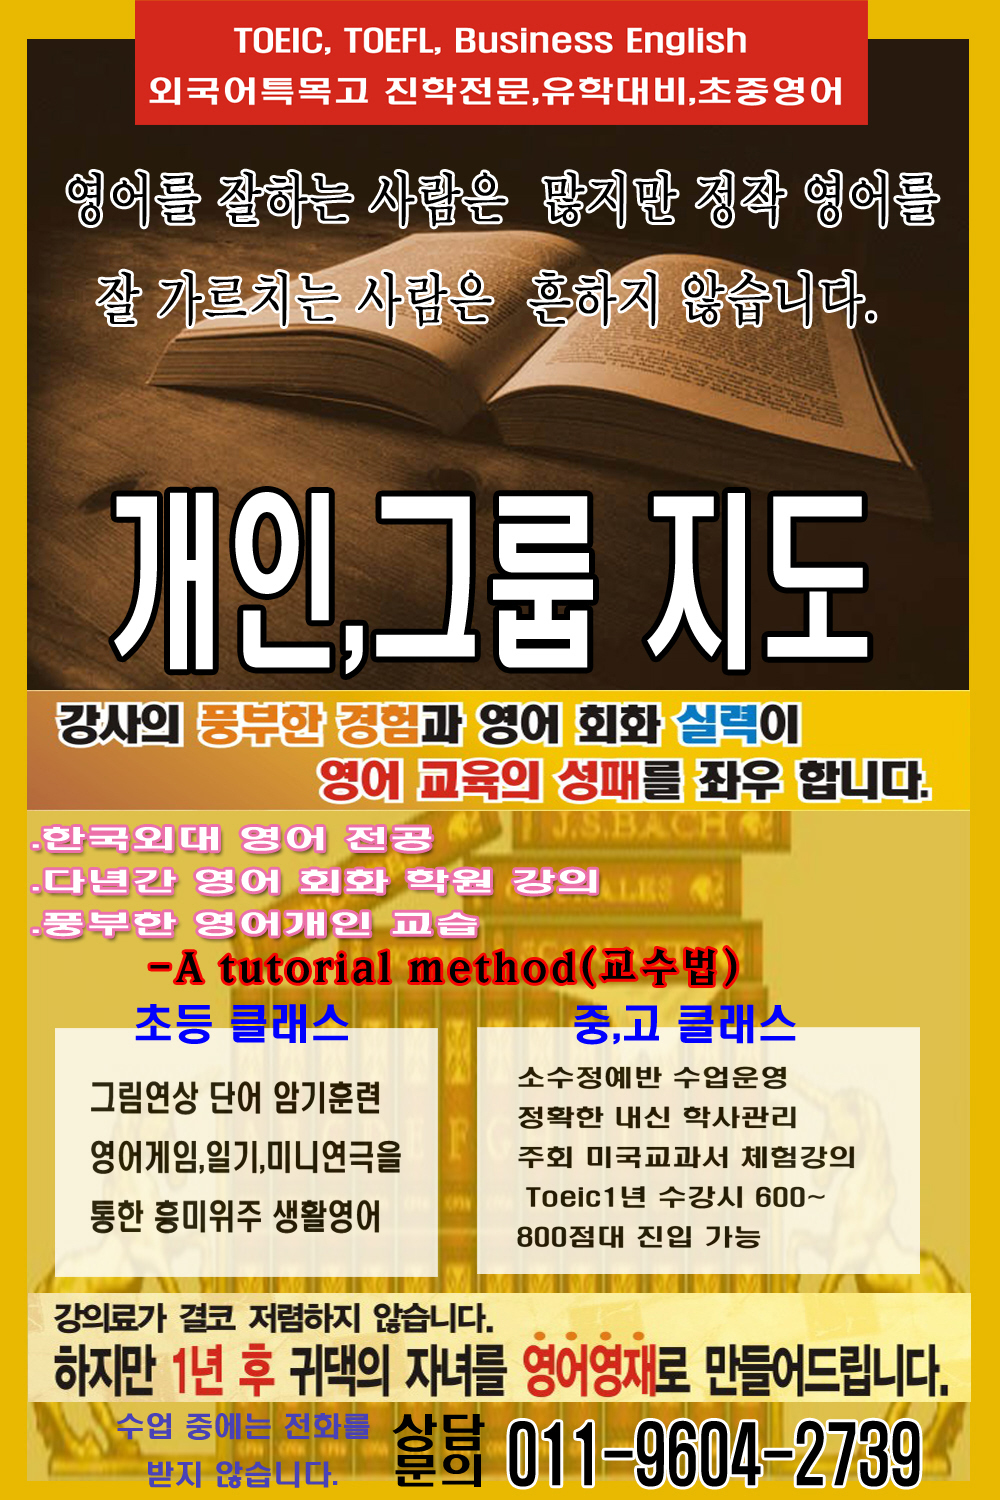 TOEIC, TOEFL, Business English
외국어특목고 진학전문,유학대비,초중영어
영어를 잘하는 사람은 많지만 정작 영어를
잘 가르치는 사람은 흔하지 않습니다.
개인,그룹 지도
강사의 풍부한 경험과 영어 회화 실력이
영어 교육의 성패를 좌우 합니다.
J.S.BACH
.한국외대 영어 전공
.다년간 영어 회화 학원 강의
.풍부한 영어개인 교습
-A tutorial method(교수법)
초등 클래스
그림연상 단어 암기훈련
영어게임,일기,미니연극을
통한 흥미위주 생활영어
중,고 클래스
소수정예반 수업운영
정확한 내신 학사관리
주회 미국교과서 체험강의
Toeic1년 수강시 600~
800점대 진입 가능
강의료가 결코 저렴하지 않습니다.
하지만 1년 후 귀댁의 자녀를 영어영재로 만들어드립니다.
수업 중에는 전화를
받지 않습니다.
상담
문의
011-9604-2739